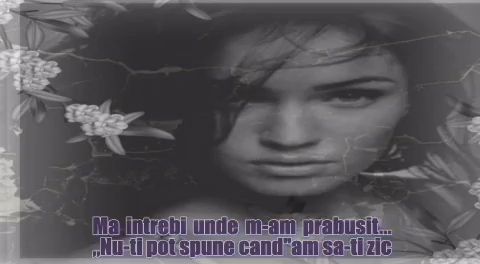 Ma intrebi unde m-am prabusit...
,,Nu-ti pot spune cand"am sa-ti zic